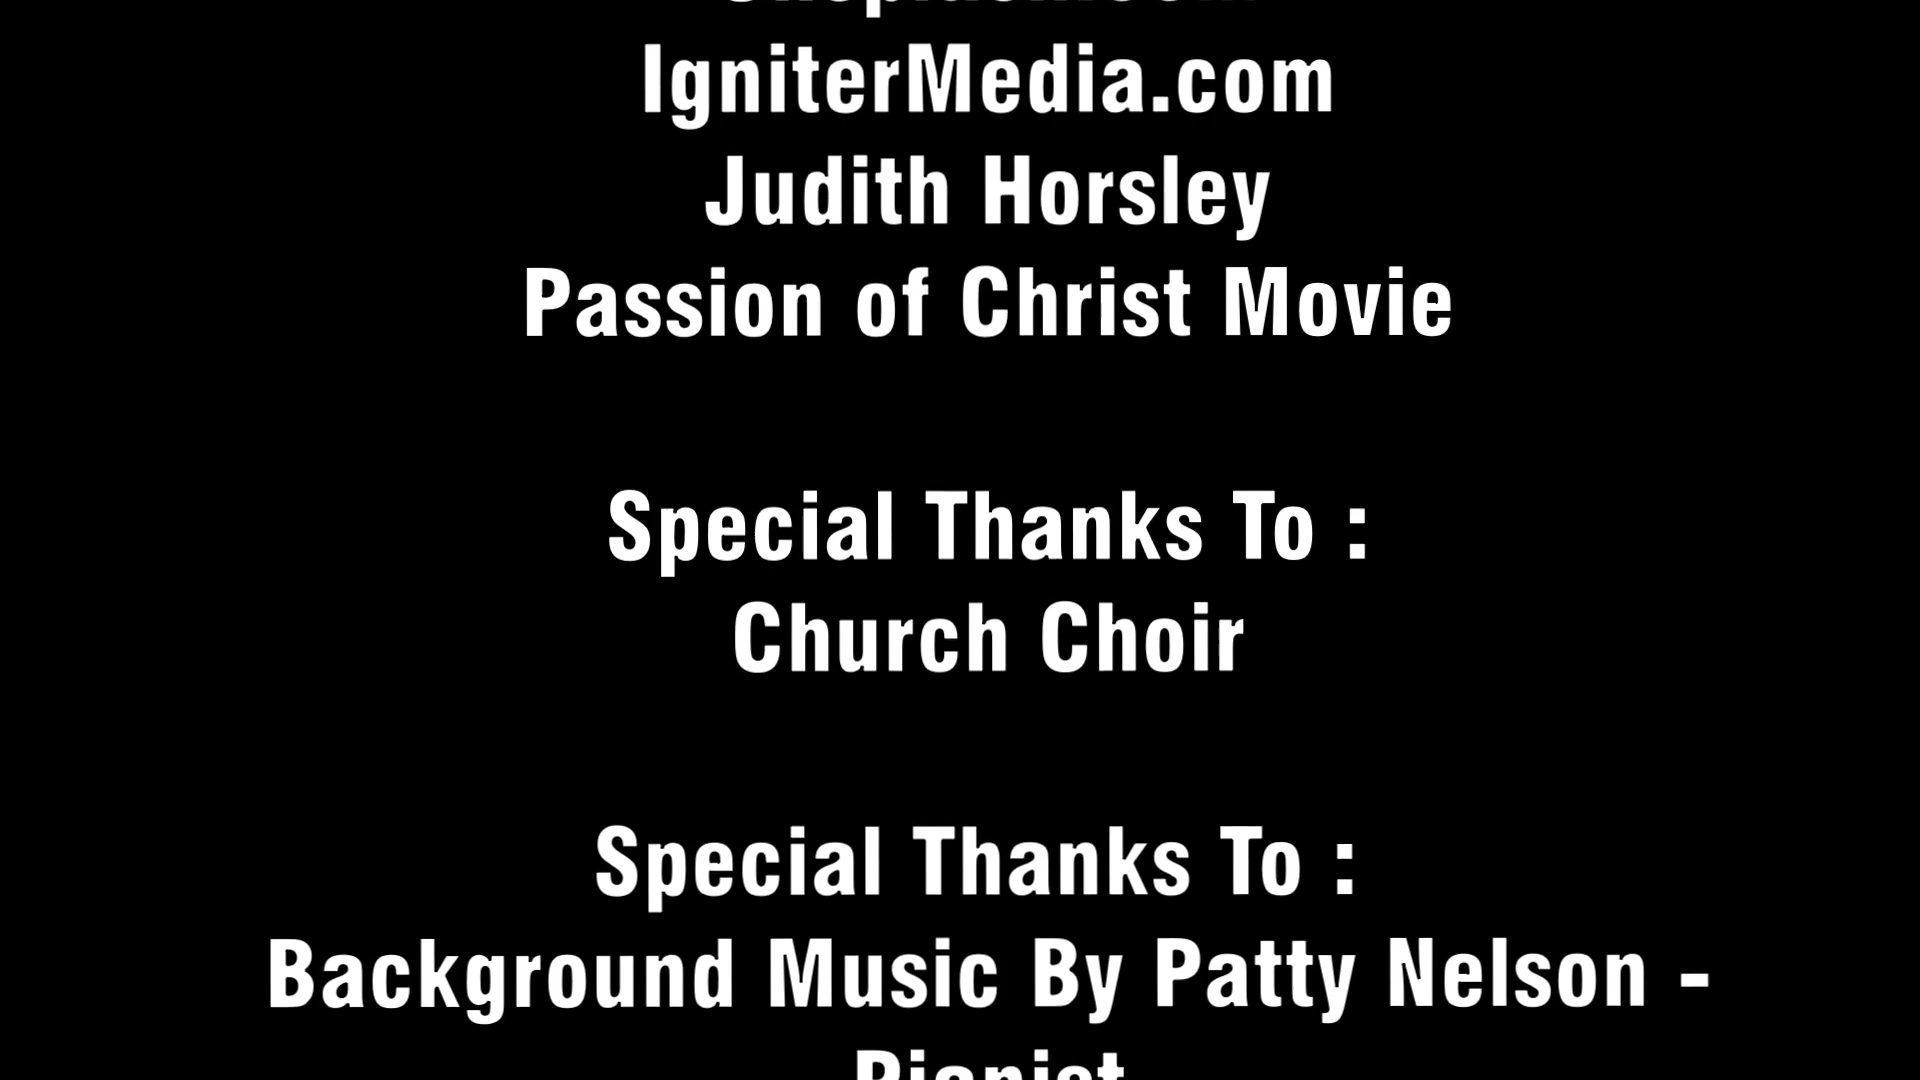 IgniterMedia.com
Judith Horsley
Passion of Christ Movie
Special Thanks To :
Church Choir
Special Thanks To :
Background Music By Patty Nelson -
Pianist